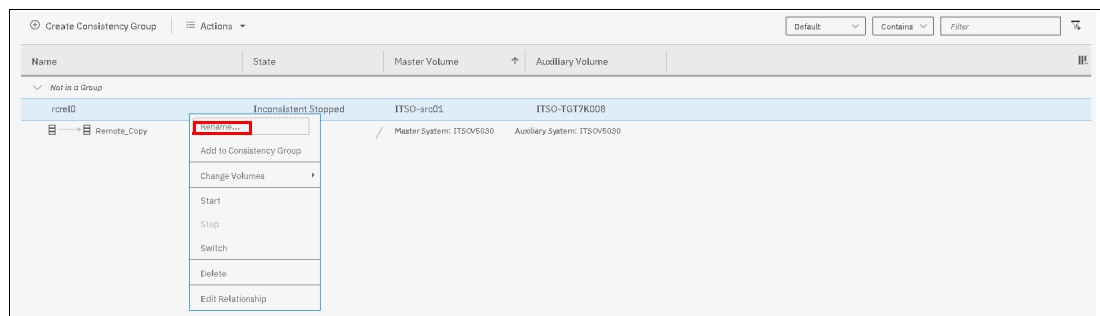 Create Consistency Group Actions Default Contains Filter
Name State Master Volume Auxiliary Volume
Not in a Group
rcrel0 Inconsistent Stopped ITSO-src01 ITSO-TGT7K008
Rename...
Remote_Copy Master System: ITSOV5030 Auxiliary System: ITSOV5030
Add to Consistency Group
Change Volumes
Start
Stop
Switch
Delete
Edit Relationship